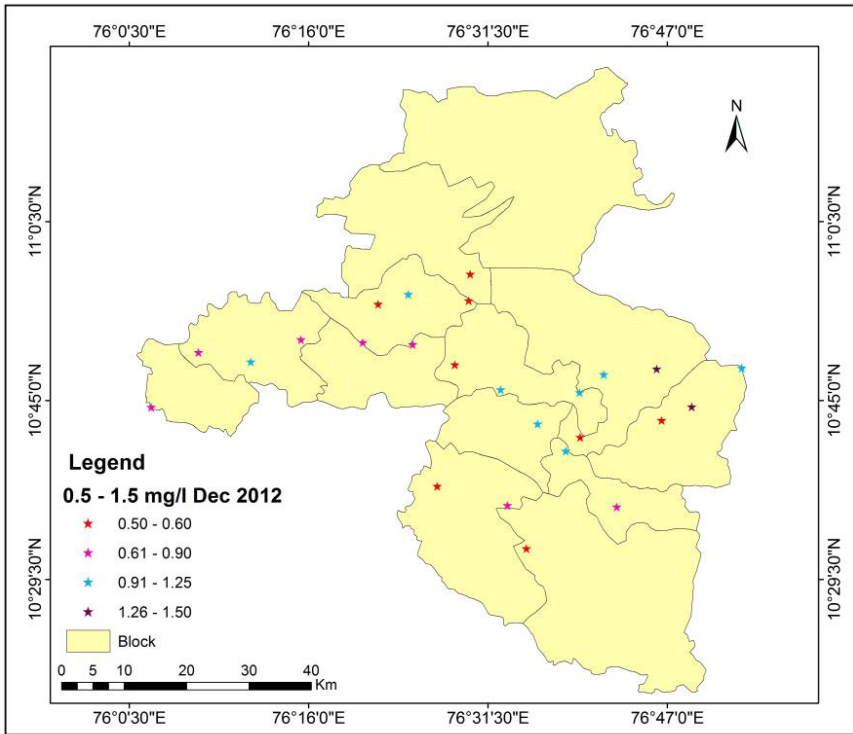 76°0'30"E 76°16'0"E 76°31'30"E 76°47'0"E
N
11°0'30"N 11°0'30"N
10°45'0"N 10°45'0"N
10°29'30"N 10°29'30"N
Legend
0.5 - 1.5 mg/l Dec 2012
0.50 - 0.60
0.61 - 0.90
0.91 - 1.25
1.26 - 1.50
Block
0 5 10 20 30 40
Km
76°0'30"E 76°16'0"E 76°31'30"E 76°47'0"E